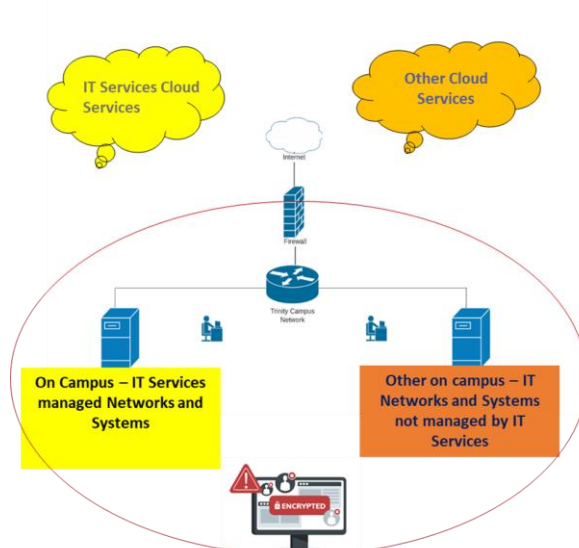 IT Services Cloud
Services
Other Cloud
Services
Internet
Firewall
Trinity Campus
Network
On Campus – IT Services
managed Networks and
Systems
Other on campus – IT
Networks and Systems
not managed by IT
Services
ENCRYPTED